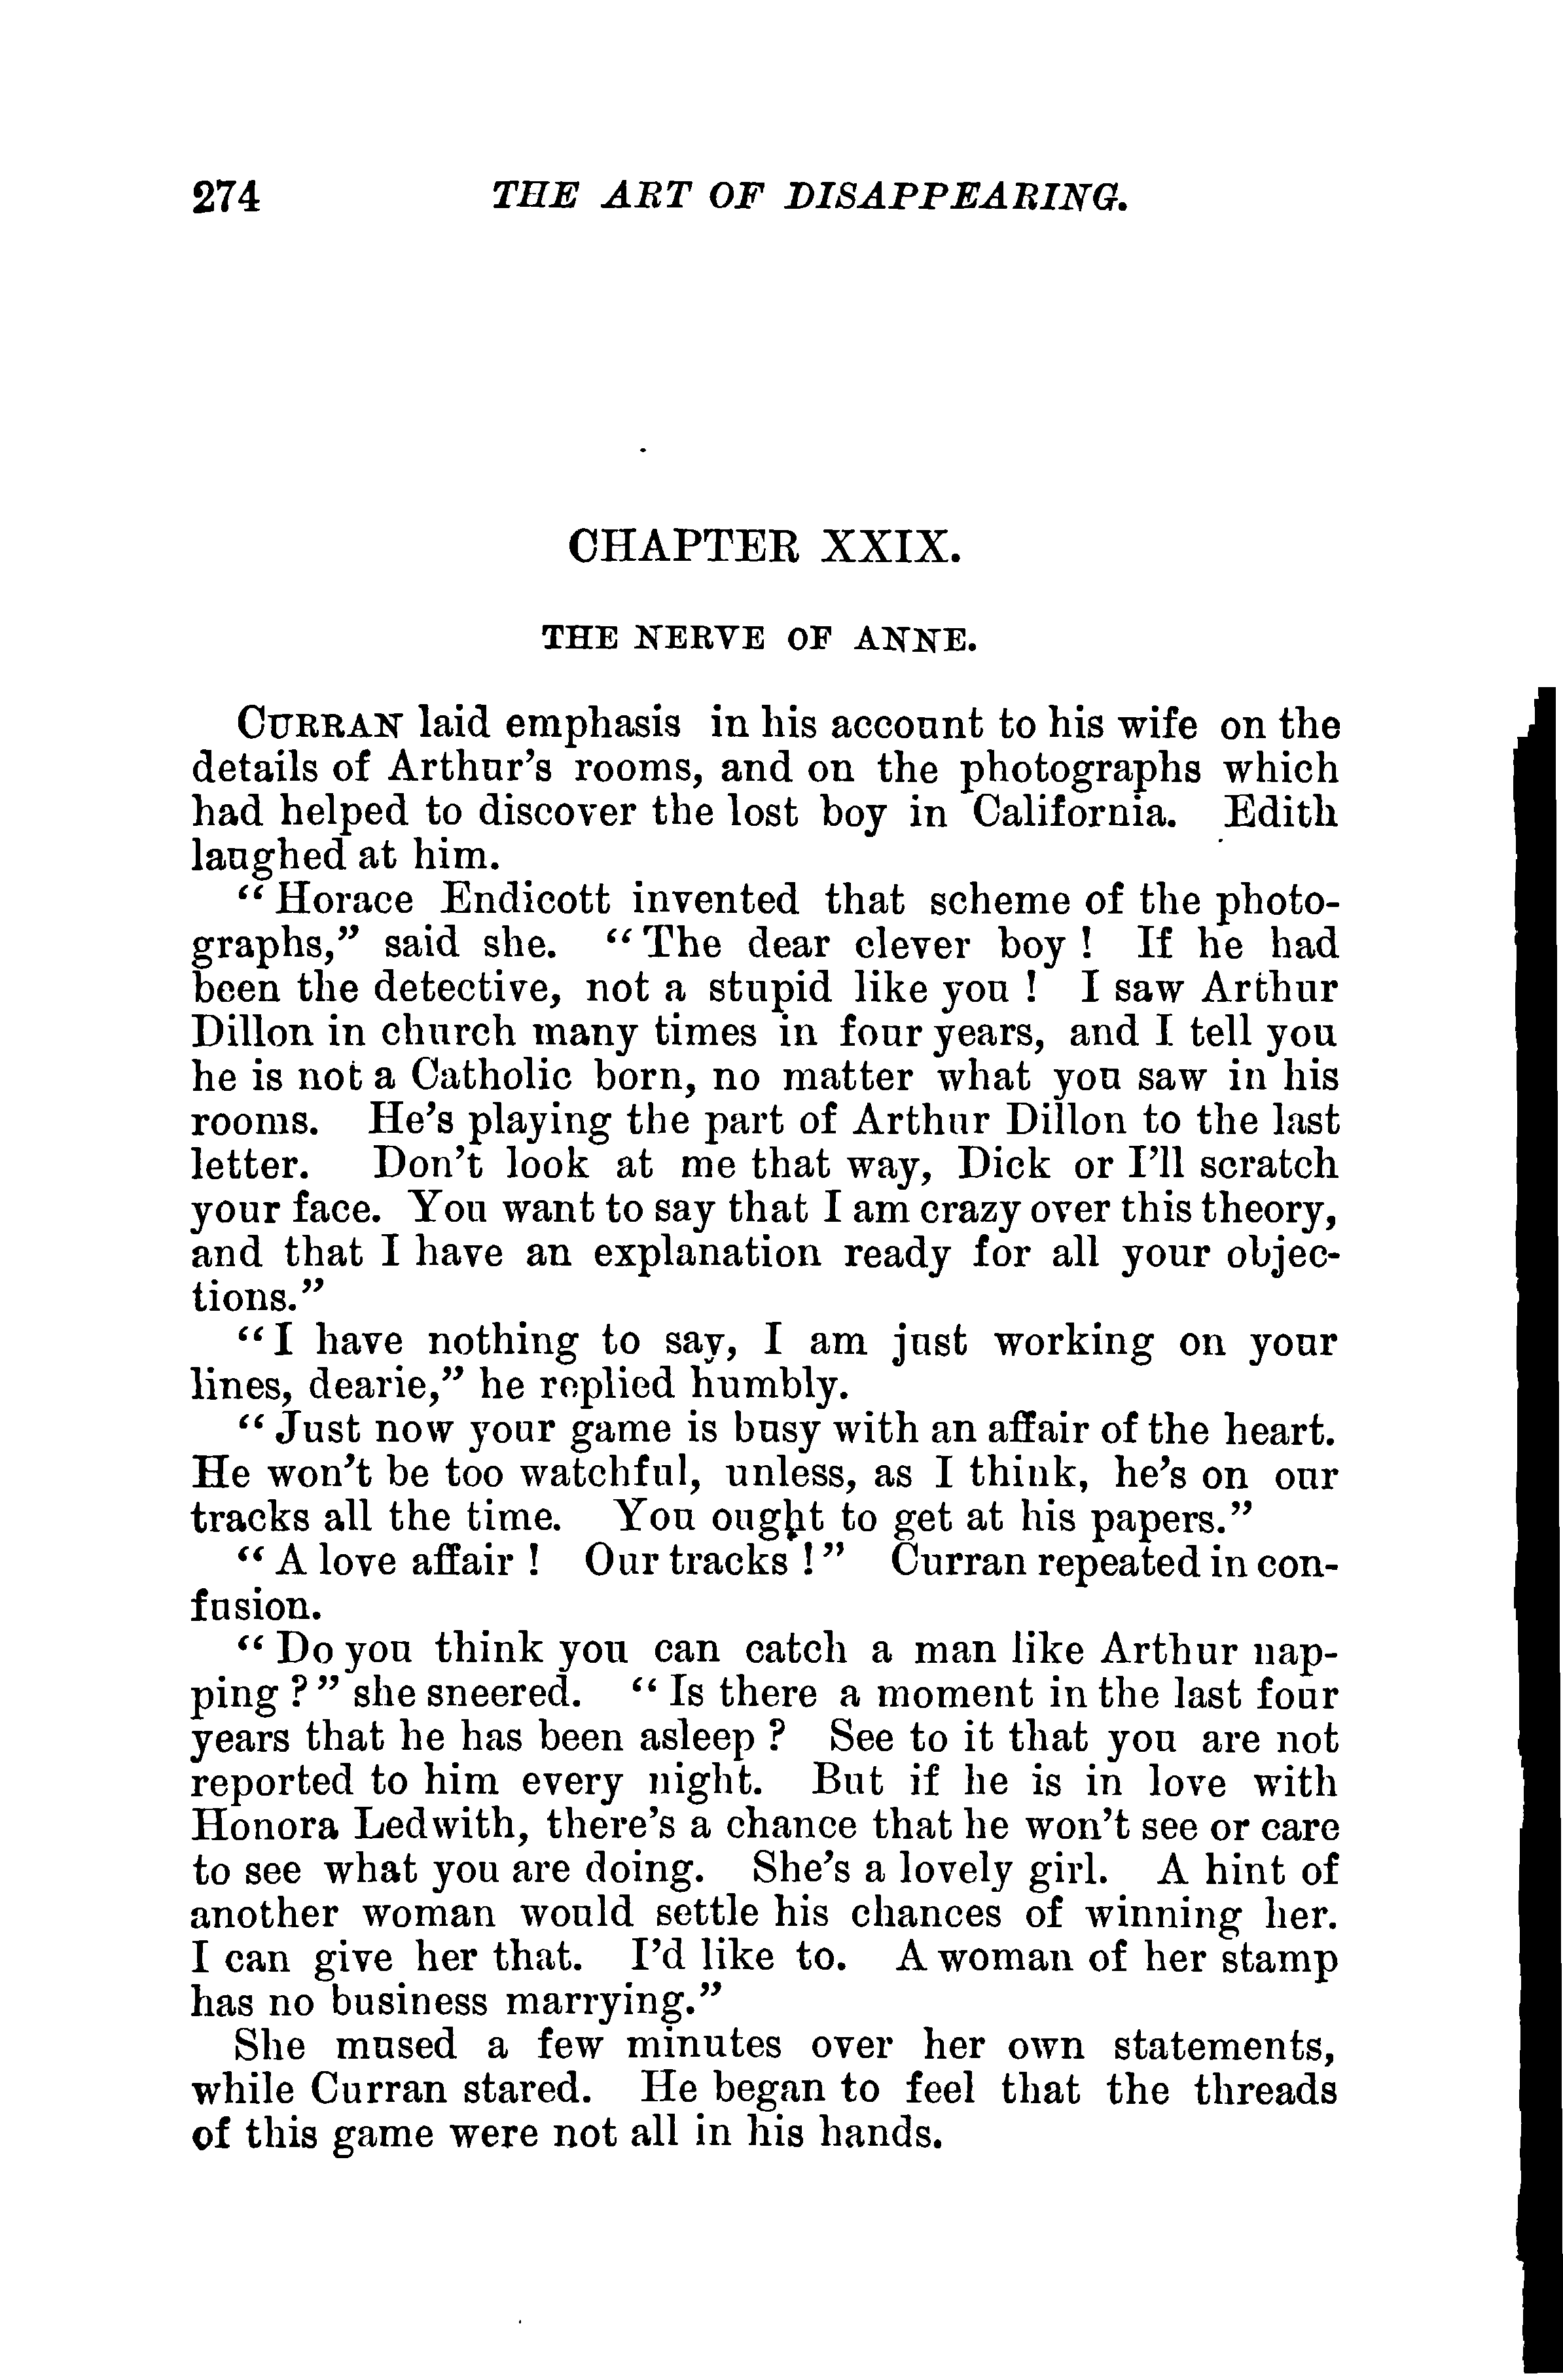 274 THE ART OF DISAPPEARING.
CHAPTER XXIX.
THE NERVE OF ANNE.
CURRAN laid emphasis in his account to his wife on the
details of Arthur's rooms, and on the photographs which
had helped to discover the lost boy in California. Edith
laughed at him.
“Horace Endicott invented that scheme of the photo-
graphs,” said she. “The dear clever boy! If he had
been the detective, not a stupid like you! I saw Arthur
Dillon in church many times in four years, and I tell you
he is not a Catholic born, no matter what you saw in his
rooms. He's playing the part of Arthur Dillon to the last
letter. Don't look at me that way, Dick or I'll scratch
your face. You want to say that I am crazy over this theory,
and that I have an explanation ready for all your objec-
tions.”
“I have nothing to say, I am just working on your
lines, dearie,” he replied humbly.
“Just now your game is busy with an affair of the heart.
He won't be too watchful, unless, as I think, he's on our
tracks all the time. You ought to get at his papers.”
“A love affair! Our tracks!” Curran repeated in con-
fusion.
“Do you think you can catch a man like Arthur nap-
ping?” she sneered. “Is there a moment in the last four
years that he has been asleep? See to it that you are not
reported to him every night. But if he is in love with
Honora Ledwith, there's a chance that he won't see or care
to see what you are doing. She's a lovely girl. A hint of
another woman would settle his chances of winning her.
I can give her that. I'd like to. A woman of her stamp
has no business marrying.”
She mused a few minutes over her own statements,
while Curran stared. He began to feel that the threads
of this game were not all in his hands.